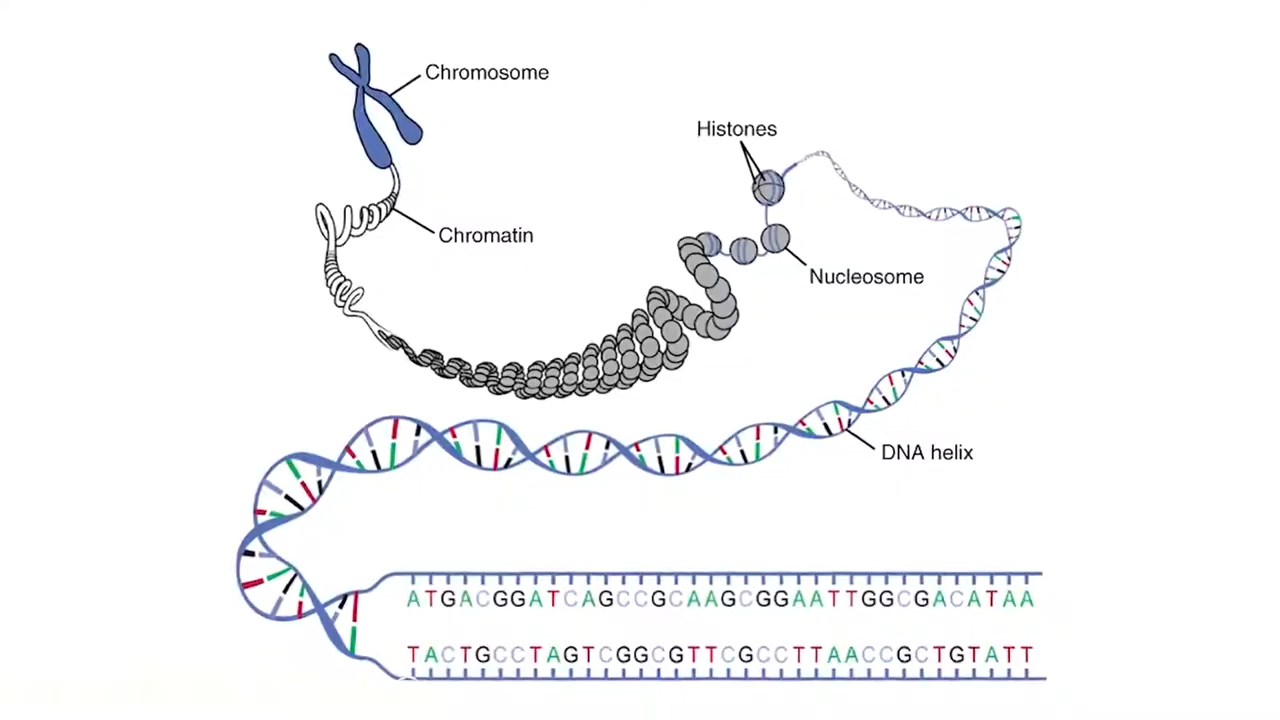 Chromosome
Histones
Chromatin
Nucleosome
DNA helix
ATGACGGATCAGCCGCAAGCGGAATTGGCGACATAA
TACTGCCTAGTCGGCGTTCGCCTTAACCGCTGTATT